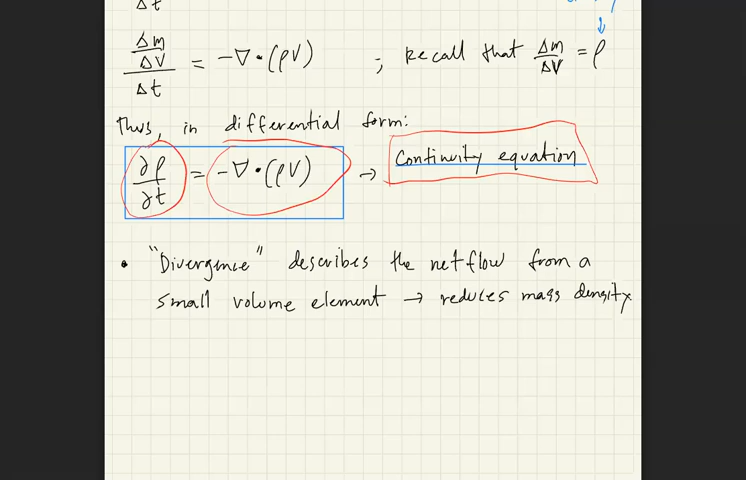 Δt
Δm/ΔV / Δt = -∇•(ρV) ; recall that Δm/ΔV = ρ
Thus, in differential form:
∂ρ/∂t = -∇•(ρV) → Continuity equation
• "Divergence" describes the net flow from a
small volume element → reduces mass density